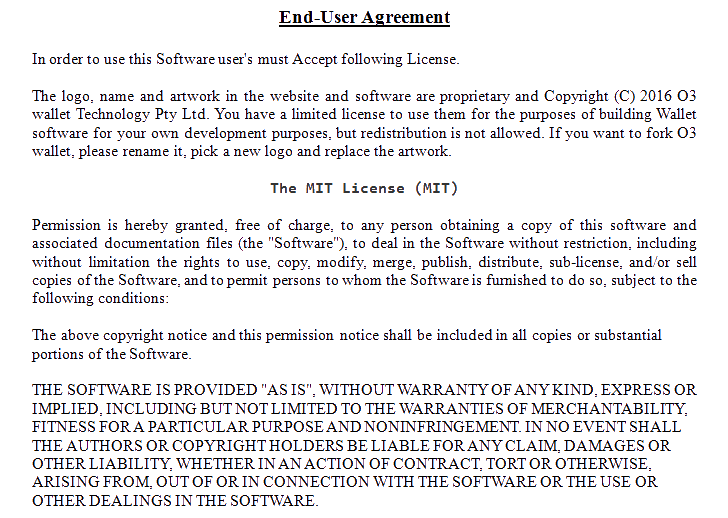 End-User Agreement
In order to use this Software user's must Accept following License.
The logo, name and artwork in the website and software are proprietary and Copyright (C) 2016 O3
wallet Technology Pty Ltd. You have a limited license to use them for the purposes of building Wallet
software for your own development purposes, but redistribution is not allowed. If you want to fork O3
wallet, please rename it, pick a new logo and replace the artwork.
The MIT License (MIT)
Permission is hereby granted, free of charge, to any person obtaining a copy of this software and
associated documentation files (the "Software"), to deal in the Software without restriction, including
without limitation the rights to use, copy, modify, merge, publish, distribute, sub-license, and/or sell
copies of the Software, and to permit persons to whom the Software is furnished to do so, subject to the
following conditions:
The above copyright notice and this permission notice shall be included in all copies or substantial
portions of the Software.
THE SOFTWARE IS PROVIDED "AS IS", WITHOUT WARRANTY OF ANY KIND, EXPRESS OR
IMPLIED, INCLUDING BUT NOT LIMITED TO THE WARRANTIES OF MERCHANTABILITY,
FITNESS FOR A PARTICULAR PURPOSE AND NONINFRINGEMENT. IN NO EVENT SHALL
THE AUTHORS OR COPYRIGHT HOLDERS BE LIABLE FOR ANY CLAIM, DAMAGES OR
OTHER LIABILITY, WHETHER IN AN ACTION OF CONTRACT, TORT OR OTHERWISE,
ARISING FROM, OUT OF OR IN CONNECTION WITH THE SOFTWARE OR THE USE OR
OTHER DEALINGS IN THE SOFTWARE.